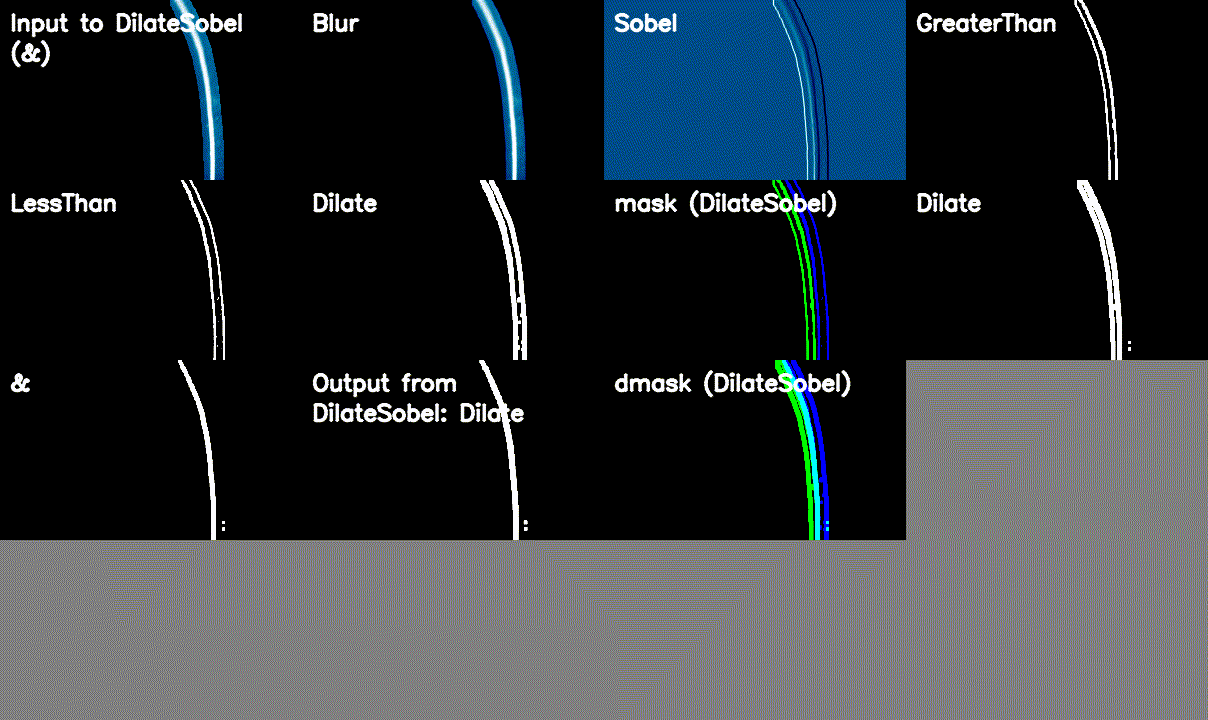 Input to DilateSobel
(&)
Blur
Sobel
GreaterThan
LessThan
Dilate
mask (DilateSobel)
Dilate
&
Output from
DilateSobel: Dilate
dmask (DilateSobel)